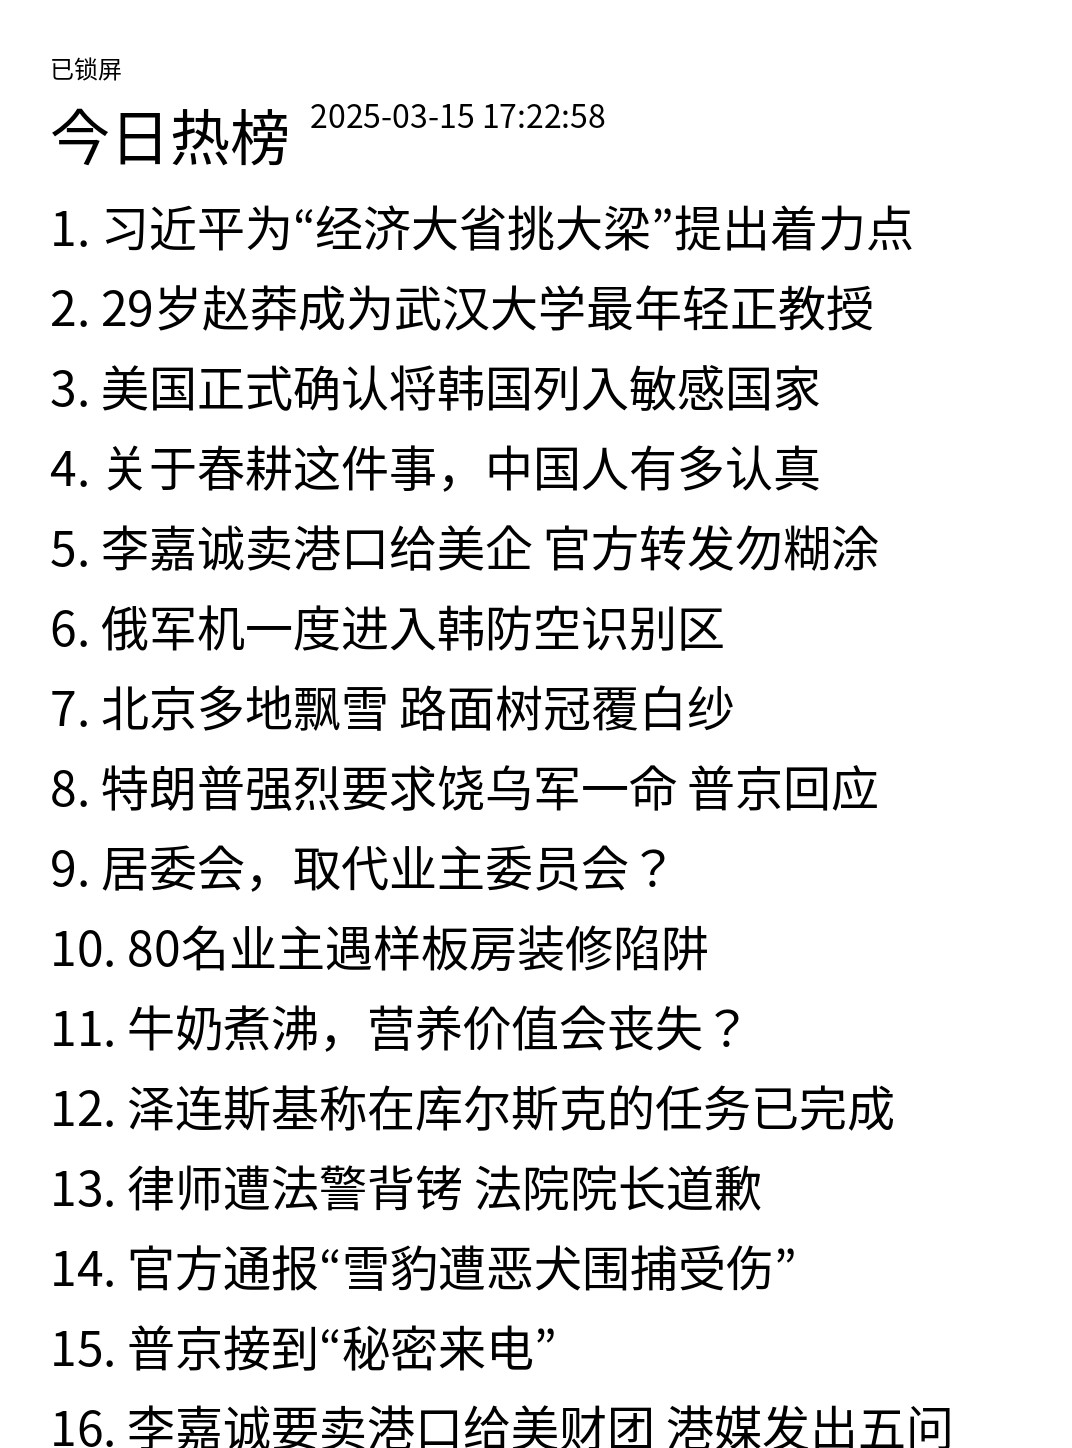 已锁屏
今日热榜 2025-03-15 17:22:58
1. 习近平为“经济大省挑大梁”提出着力点
2. 29岁赵莽成为武汉大学最年轻正教授
3. 美国正式确认将韩国列入敏感国家
4. 关于春耕这件事，中国人有多认真
5. 李嘉诚卖港口给美企 官方转发勿糊涂
6. 俄军机一度进入韩防空识别区
7. 北京多地飘雪 路面树冠覆白纱
8. 特朗普强烈要求饶乌军一命 普京回应
9. 居委会，取代业主委员会？
10. 80名业主遇样板房装修陷阱
11. 牛奶煮沸，营养价值会丧失？
12. 泽连斯基称在库尔斯克的任务已完成
13. 律师遭法警背铐 法院院长道歉
14. 官方通报“雪豹遭恶犬围捕受伤”
15. 普京接到“秘密来电”
16. 李嘉诚要卖港口给美财团 港媒发出五问